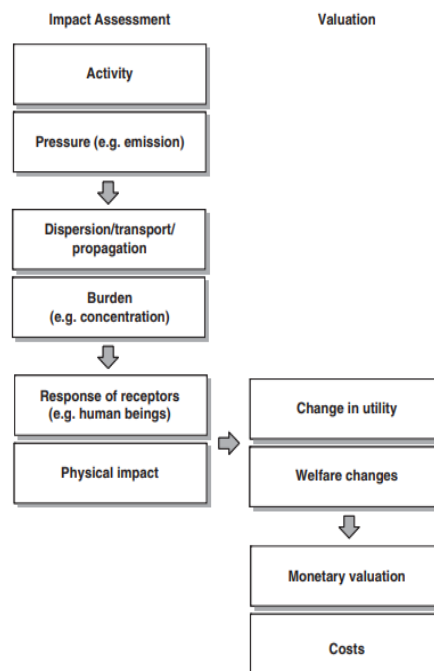 Impact Assessment
Valuation
Activity
Pressure (e.g. emission)
Dispersion/transport/
propagation
Burden
(e.g. concentration)
Response of receptors
(e.g. human beings)
Change in utility
Physical impact
Welfare changes
Monetary valuation
Costs